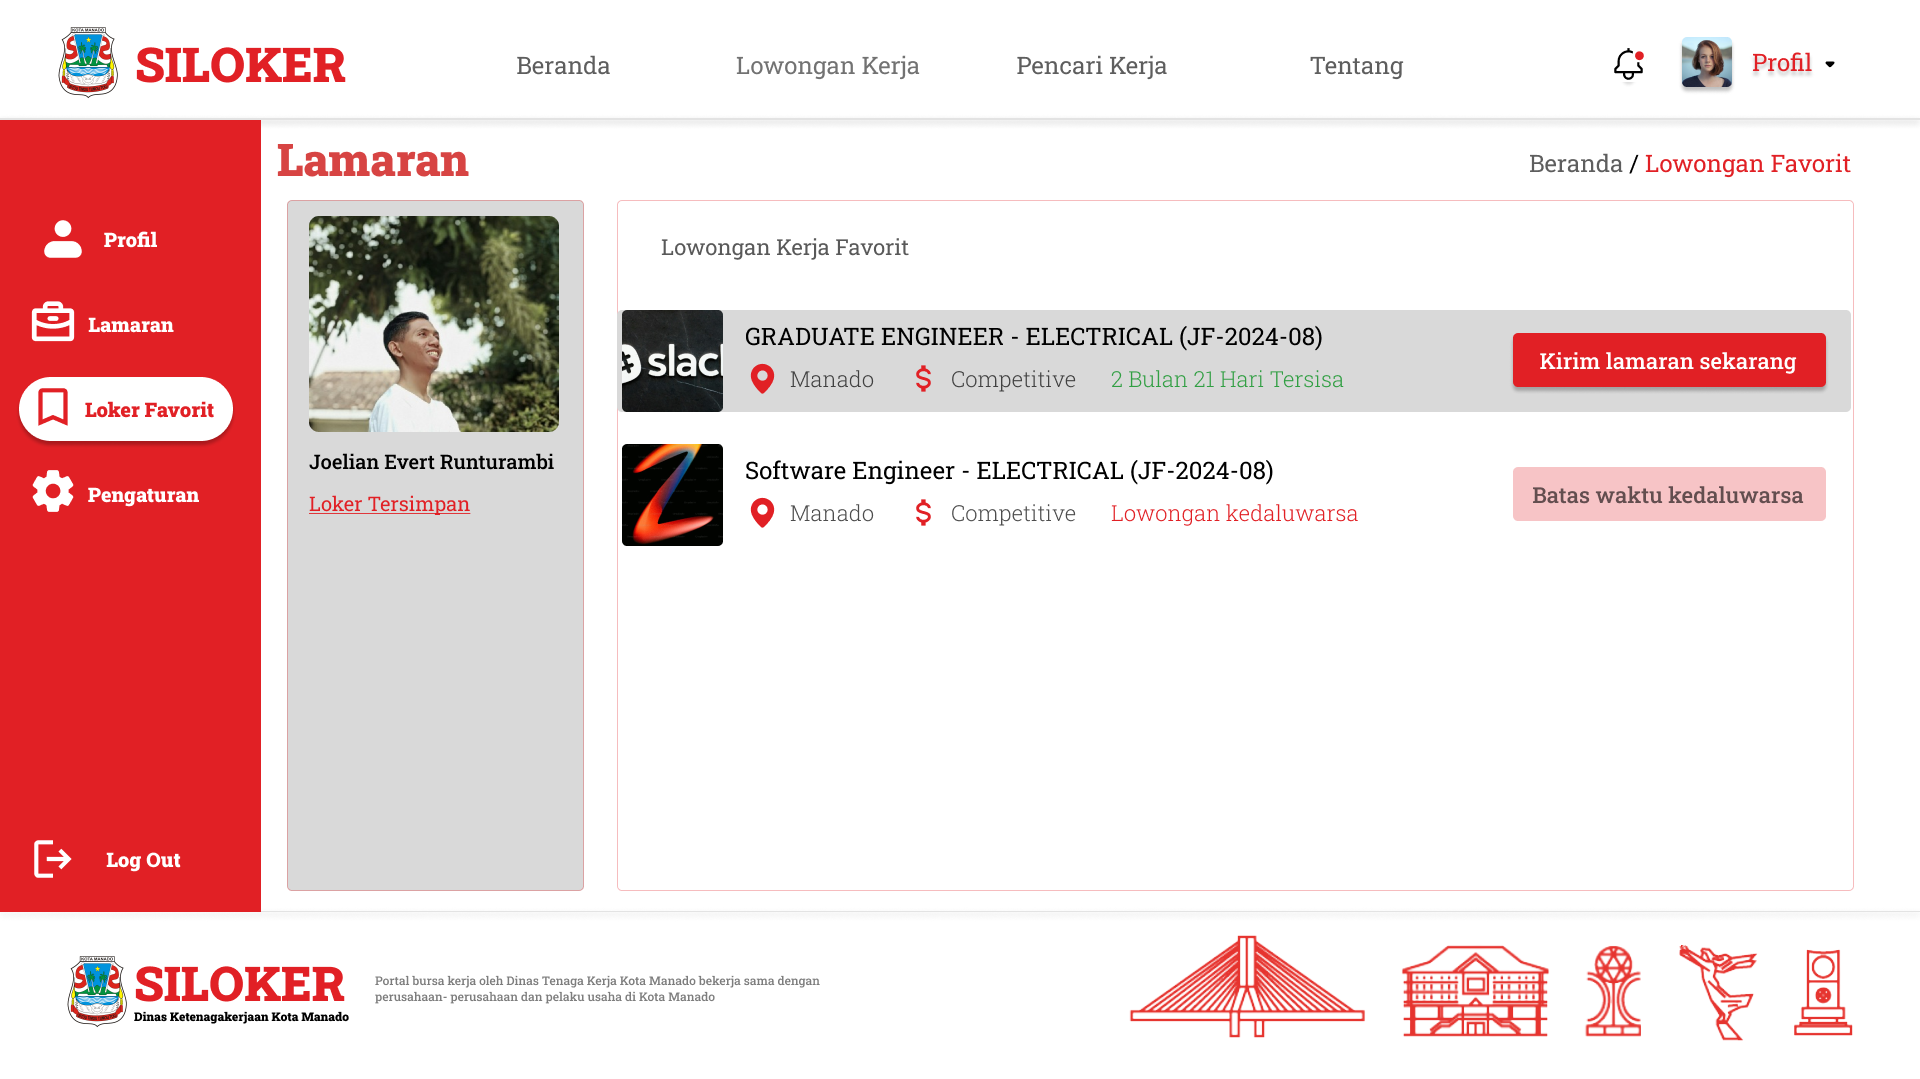 KOTA MANADO
SILOKER
Beranda
Lowongan Kerja
Pencari Kerja
Tentang
Profil
Lamaran
Beranda / Lowongan Favorit
Profil
Lamaran
Loker Favorit
Pengaturan
Log Out
Joelian Evert Runturambi
Loker Tersimpan
Lowongan Kerja Favorit
slac
GRADUATE ENGINEER - ELECTRICAL (JF-2024-08)
Manado
$
Competitive
2 Bulan 21 Hari Tersisa
Kirim lamaran sekarang
Software Engineer - ELECTRICAL (JF-2024-08)
Manado
$
Competitive
Lowongan kedaluwarsa
Batas waktu kedaluwarsa
KOTA MANADO
SILOKER
Dinas Ketenagakerjaan Kota Manado
Portal bursa kerja oleh Dinas Tenaga Kerja Kota Manado bekerja sama dengan
perusahaan- perusahaan dan pelaku usaha di Kota Manado